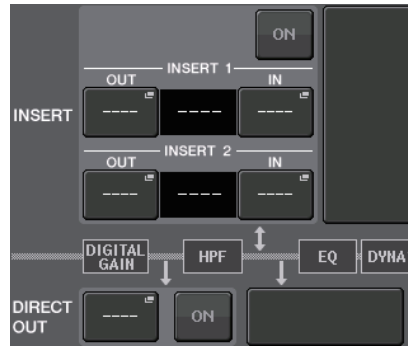 ON
INSERT 1
OUT IN
INSERT
---- ---- ----
INSERT 2
OUT IN
---- ---- ----
DIGITAL GAIN HPF EQ DYNA
DIRECT OUT
---- ON